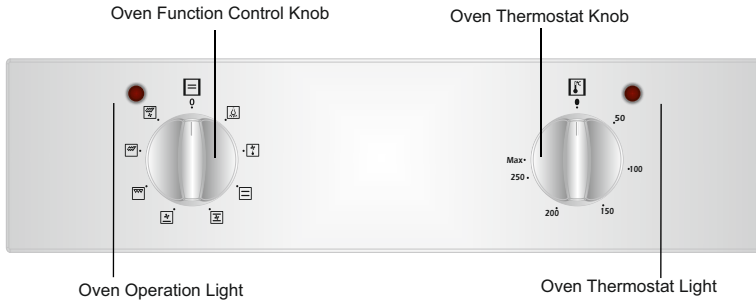 Oven Function Control Knob
Oven Thermostat Knob
0
°C
50
Max
100
250
200
150
Oven Operation Light
Oven Thermostat Light